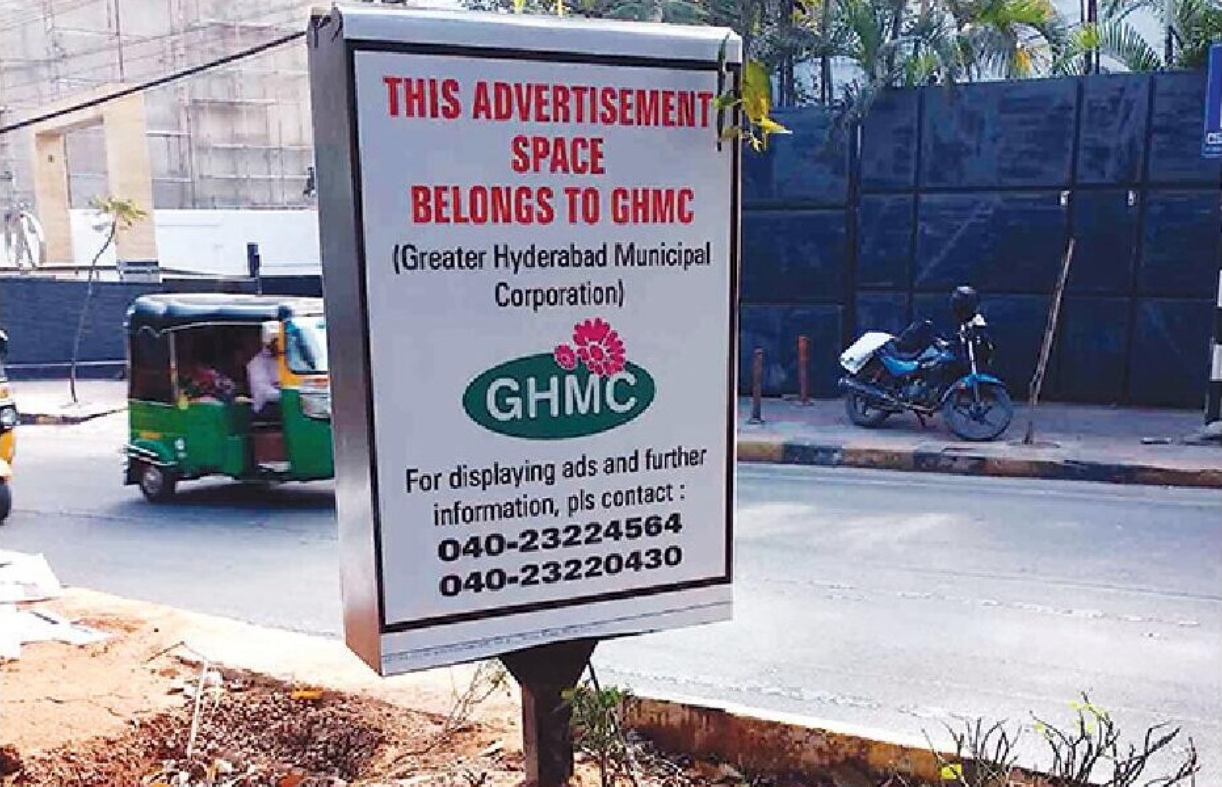 THIS ADVERTISEMENT
SPACE
BELONGS TO GHMC
(Greater Hyderabad Municipal
Corporation)
GHMC
For displaying ads and further
information, pls contact :
040-23224564
040-23220430